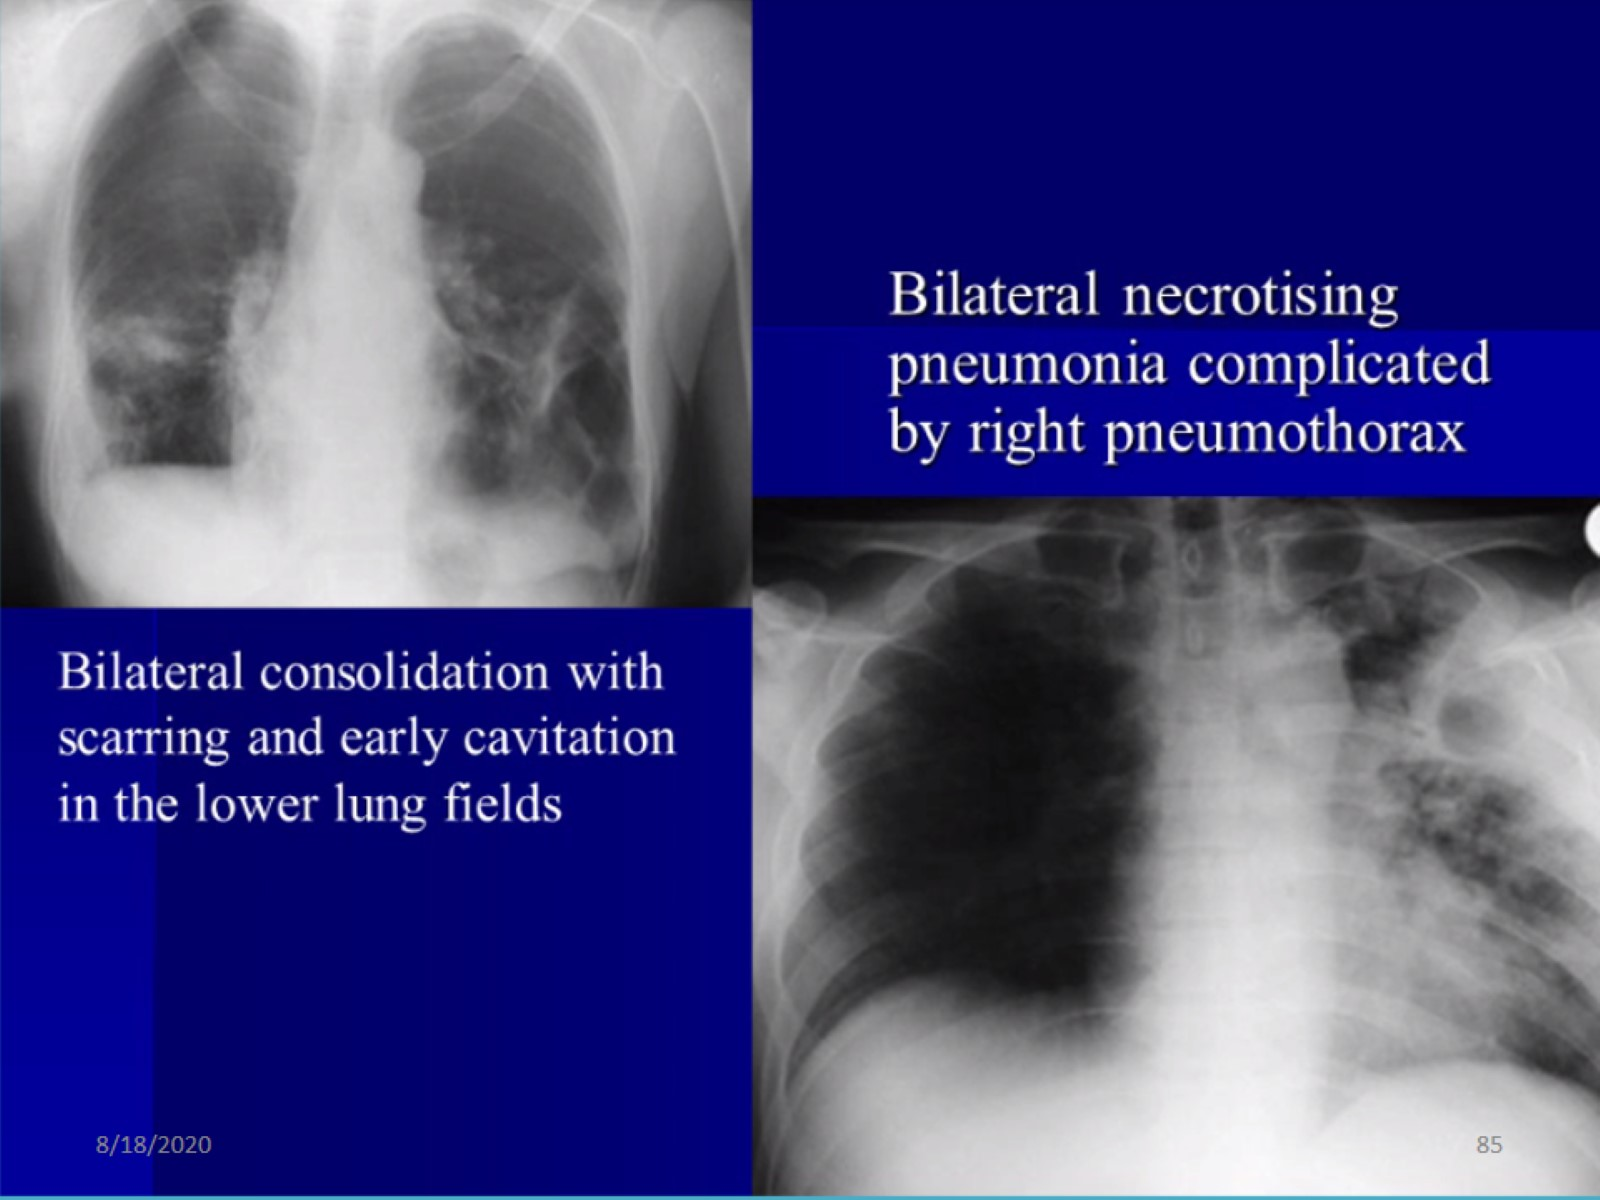 Bilateral necrotising
pneumonia complicated
by right pneumothorax
Bilateral consolidation with
scarring and early cavitation
in the lower lung fields
8/18/2020
85